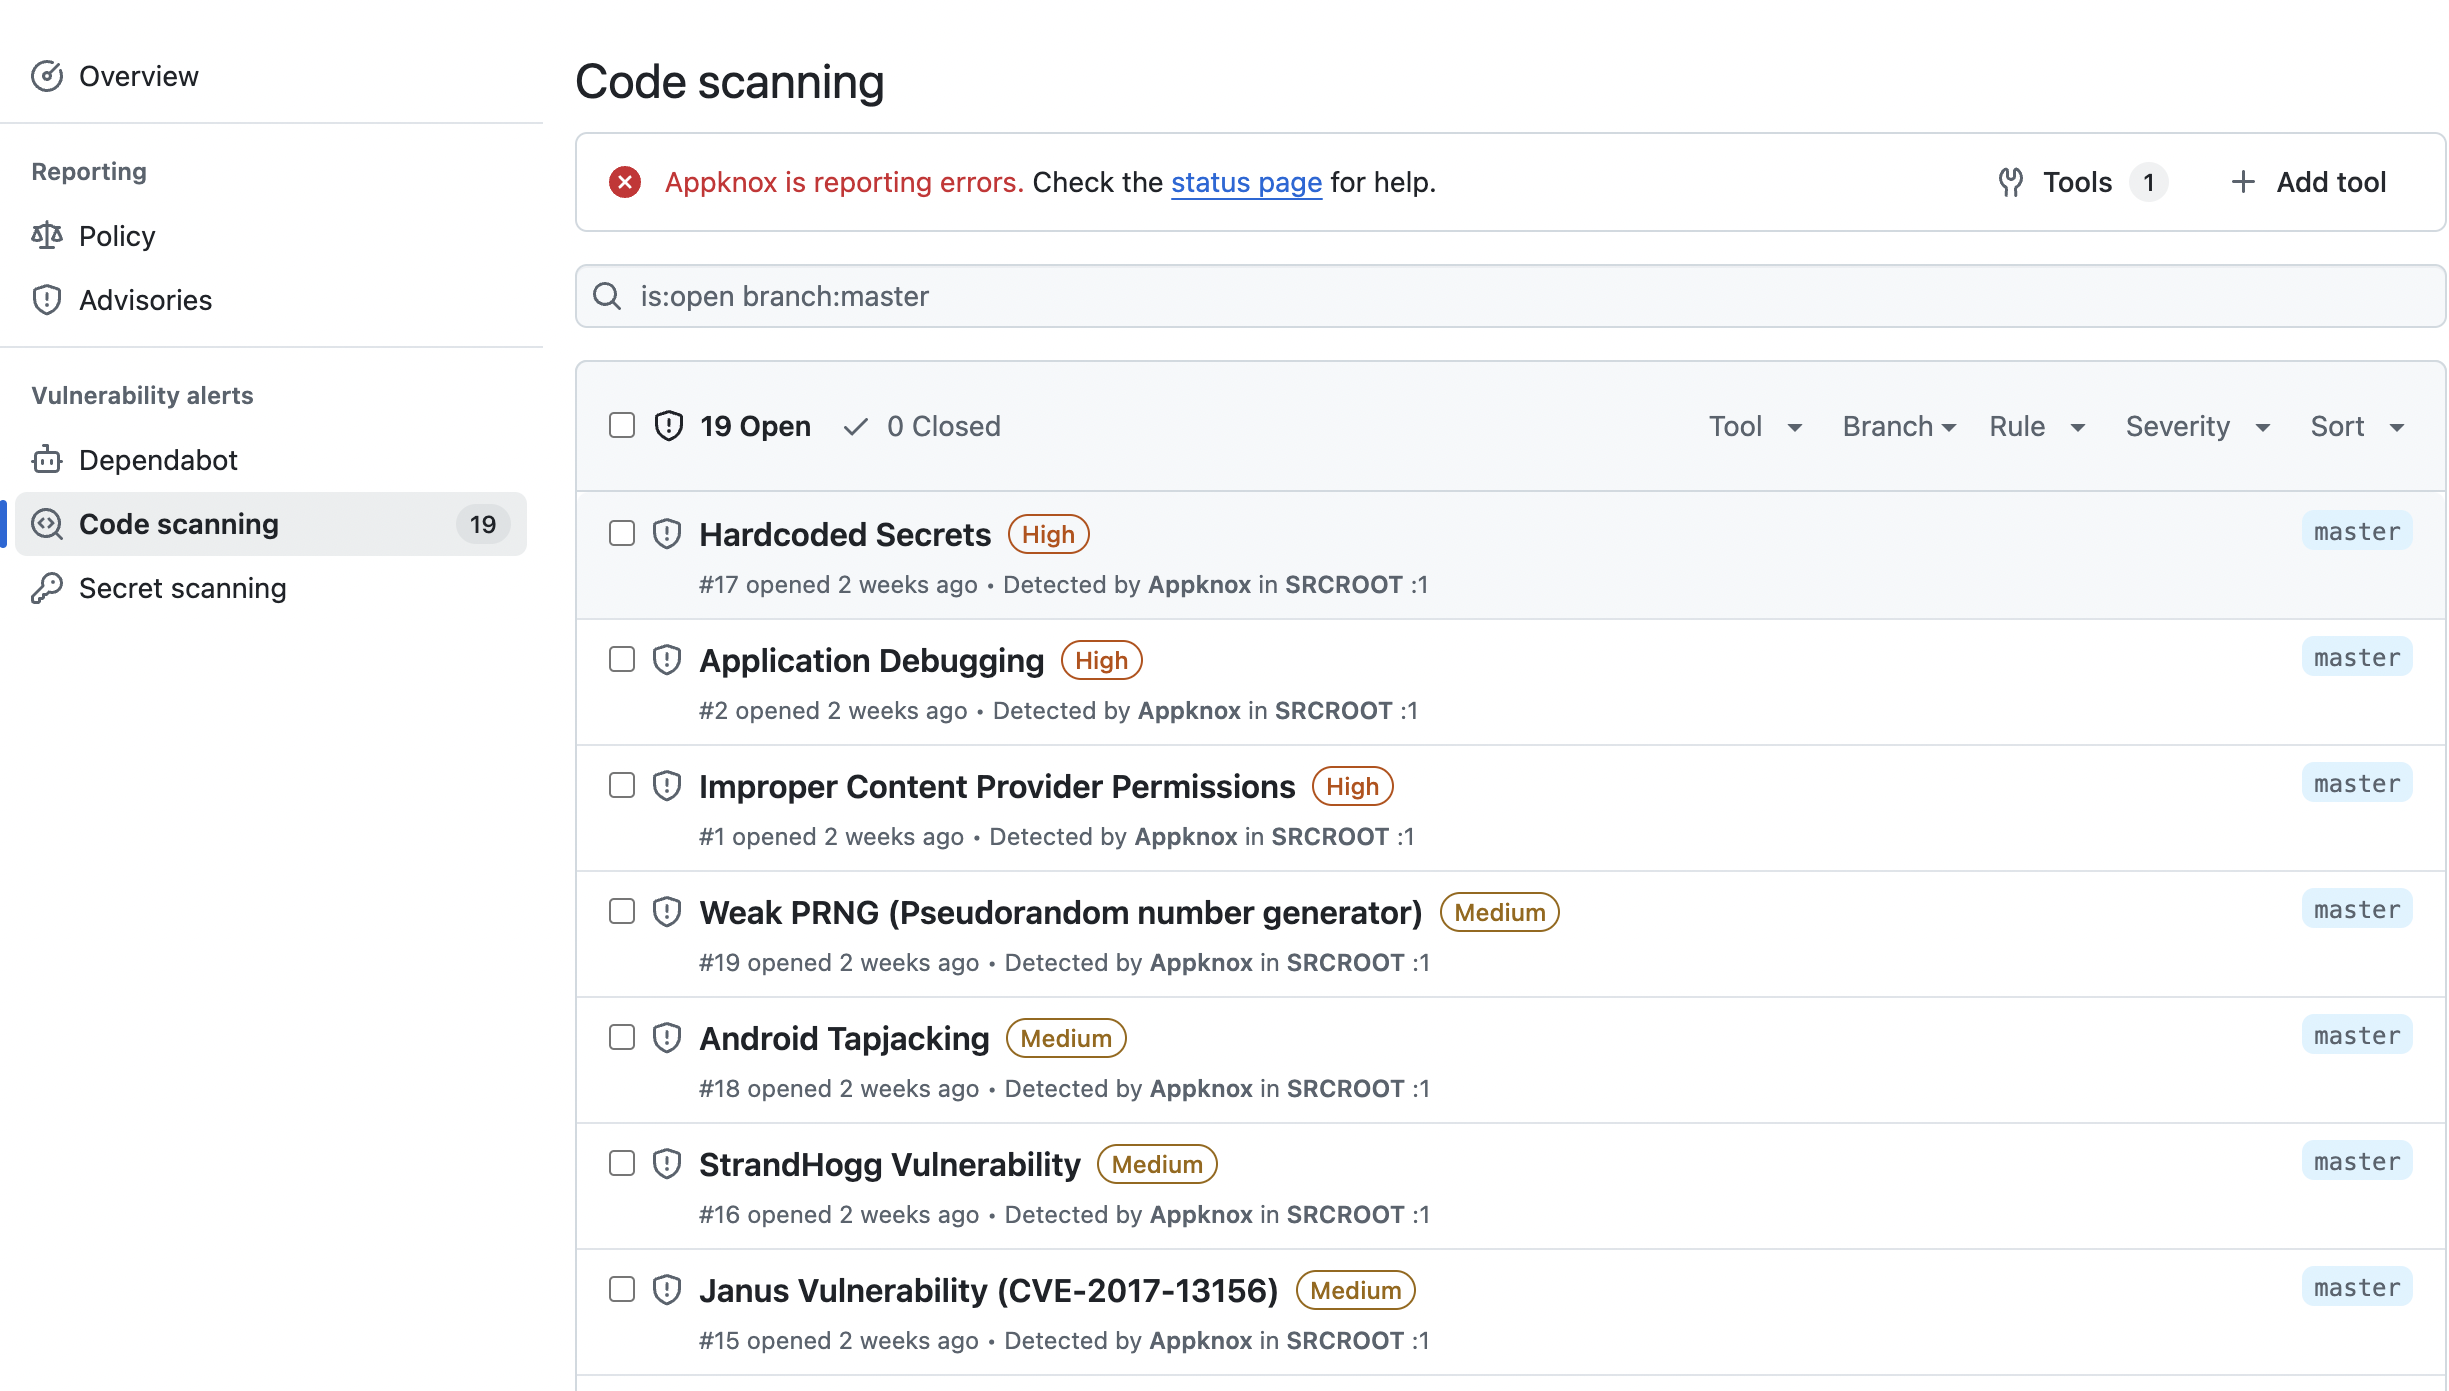 Overview
Reporting
Policy
Advisories
Vulnerability alerts
Dependabot
Code scanning 19
Secret scanning
Code scanning
Appknox is reporting errors. Check the status page for help. Tools 1 Add tool
is:open branch:master
19 Open 0 Closed Tool Branch Rule Severity Sort
Hardcoded Secrets High master
#17 opened 2 weeks ago • Detected by Appknox in SRCROOT :1
Application Debugging High master
#2 opened 2 weeks ago • Detected by Appknox in SRCROOT :1
Improper Content Provider Permissions High master
#1 opened 2 weeks ago • Detected by Appknox in SRCROOT :1
Weak PRNG (Pseudorandom number generator) Medium master
#19 opened 2 weeks ago • Detected by Appknox in SRCROOT :1
Android Tapjacking Medium master
#18 opened 2 weeks ago • Detected by Appknox in SRCROOT :1
StrandHogg Vulnerability Medium master
#16 opened 2 weeks ago • Detected by Appknox in SRCROOT :1
Janus Vulnerability (CVE-2017-13156) Medium master
#15 opened 2 weeks ago • Detected by Appknox in SRCROOT :1